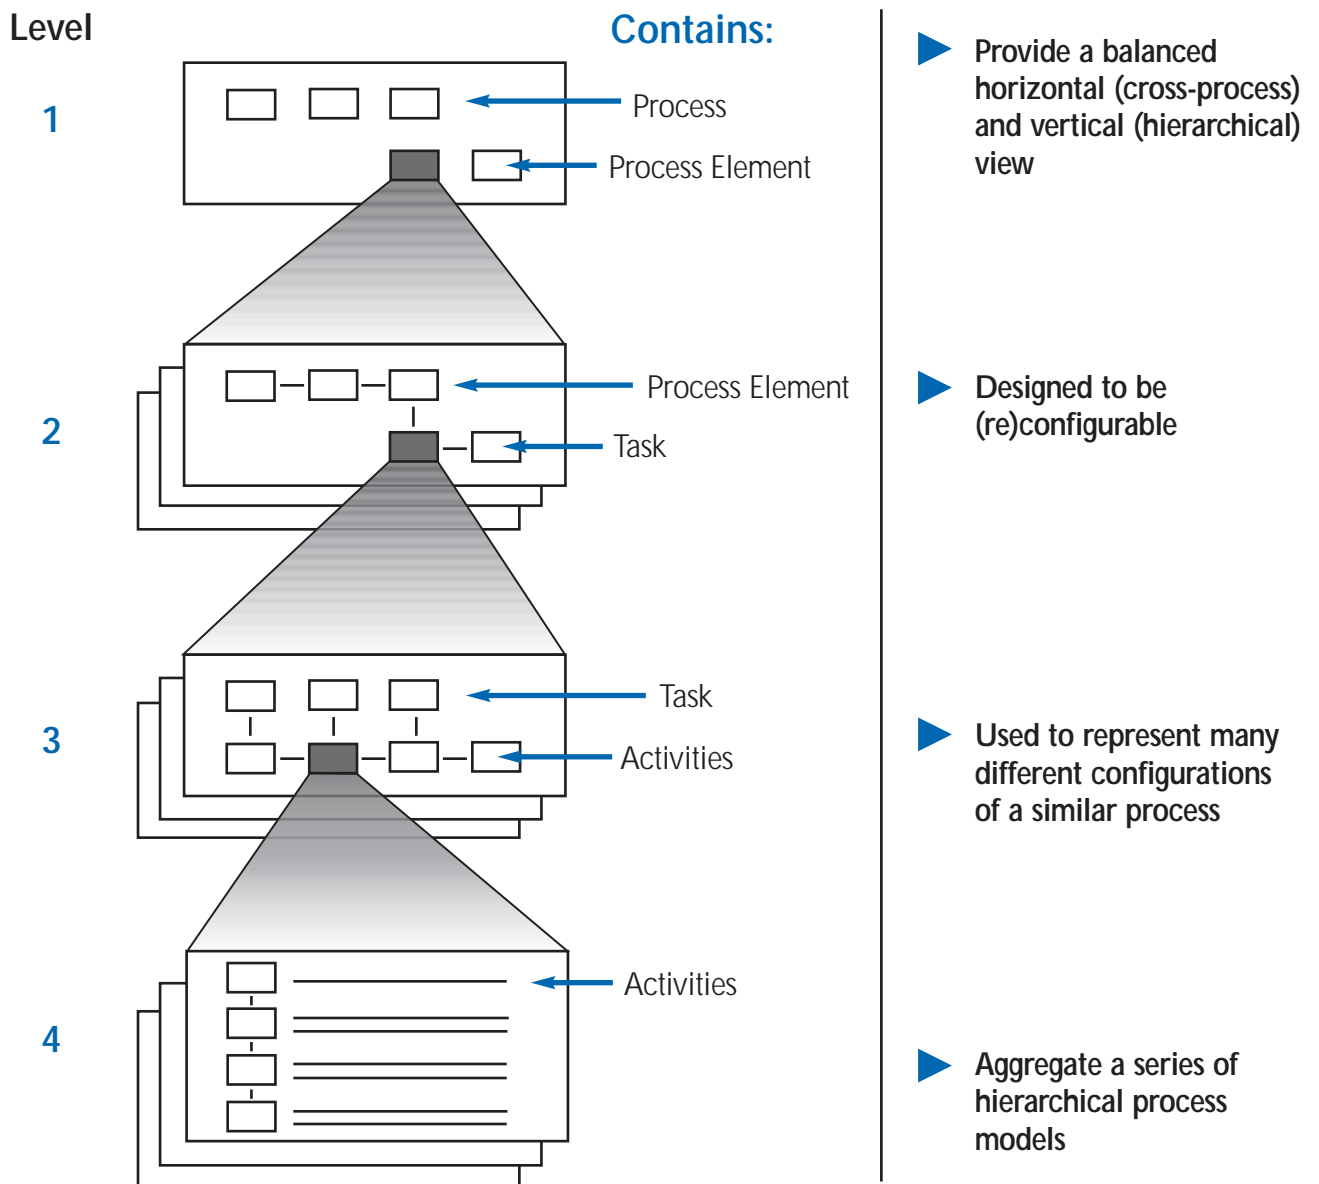 Level
Contains:
1
Process
Process Element
Provide a balanced
horizontal (cross-process)
and vertical (hierarchical)
view
2
Process Element
Task
Designed to be
(re)configurable
3
Task
Activities
Used to represent many
different configurations
of a similar process
4
Activities
Aggregate a series of
hierarchical process
models